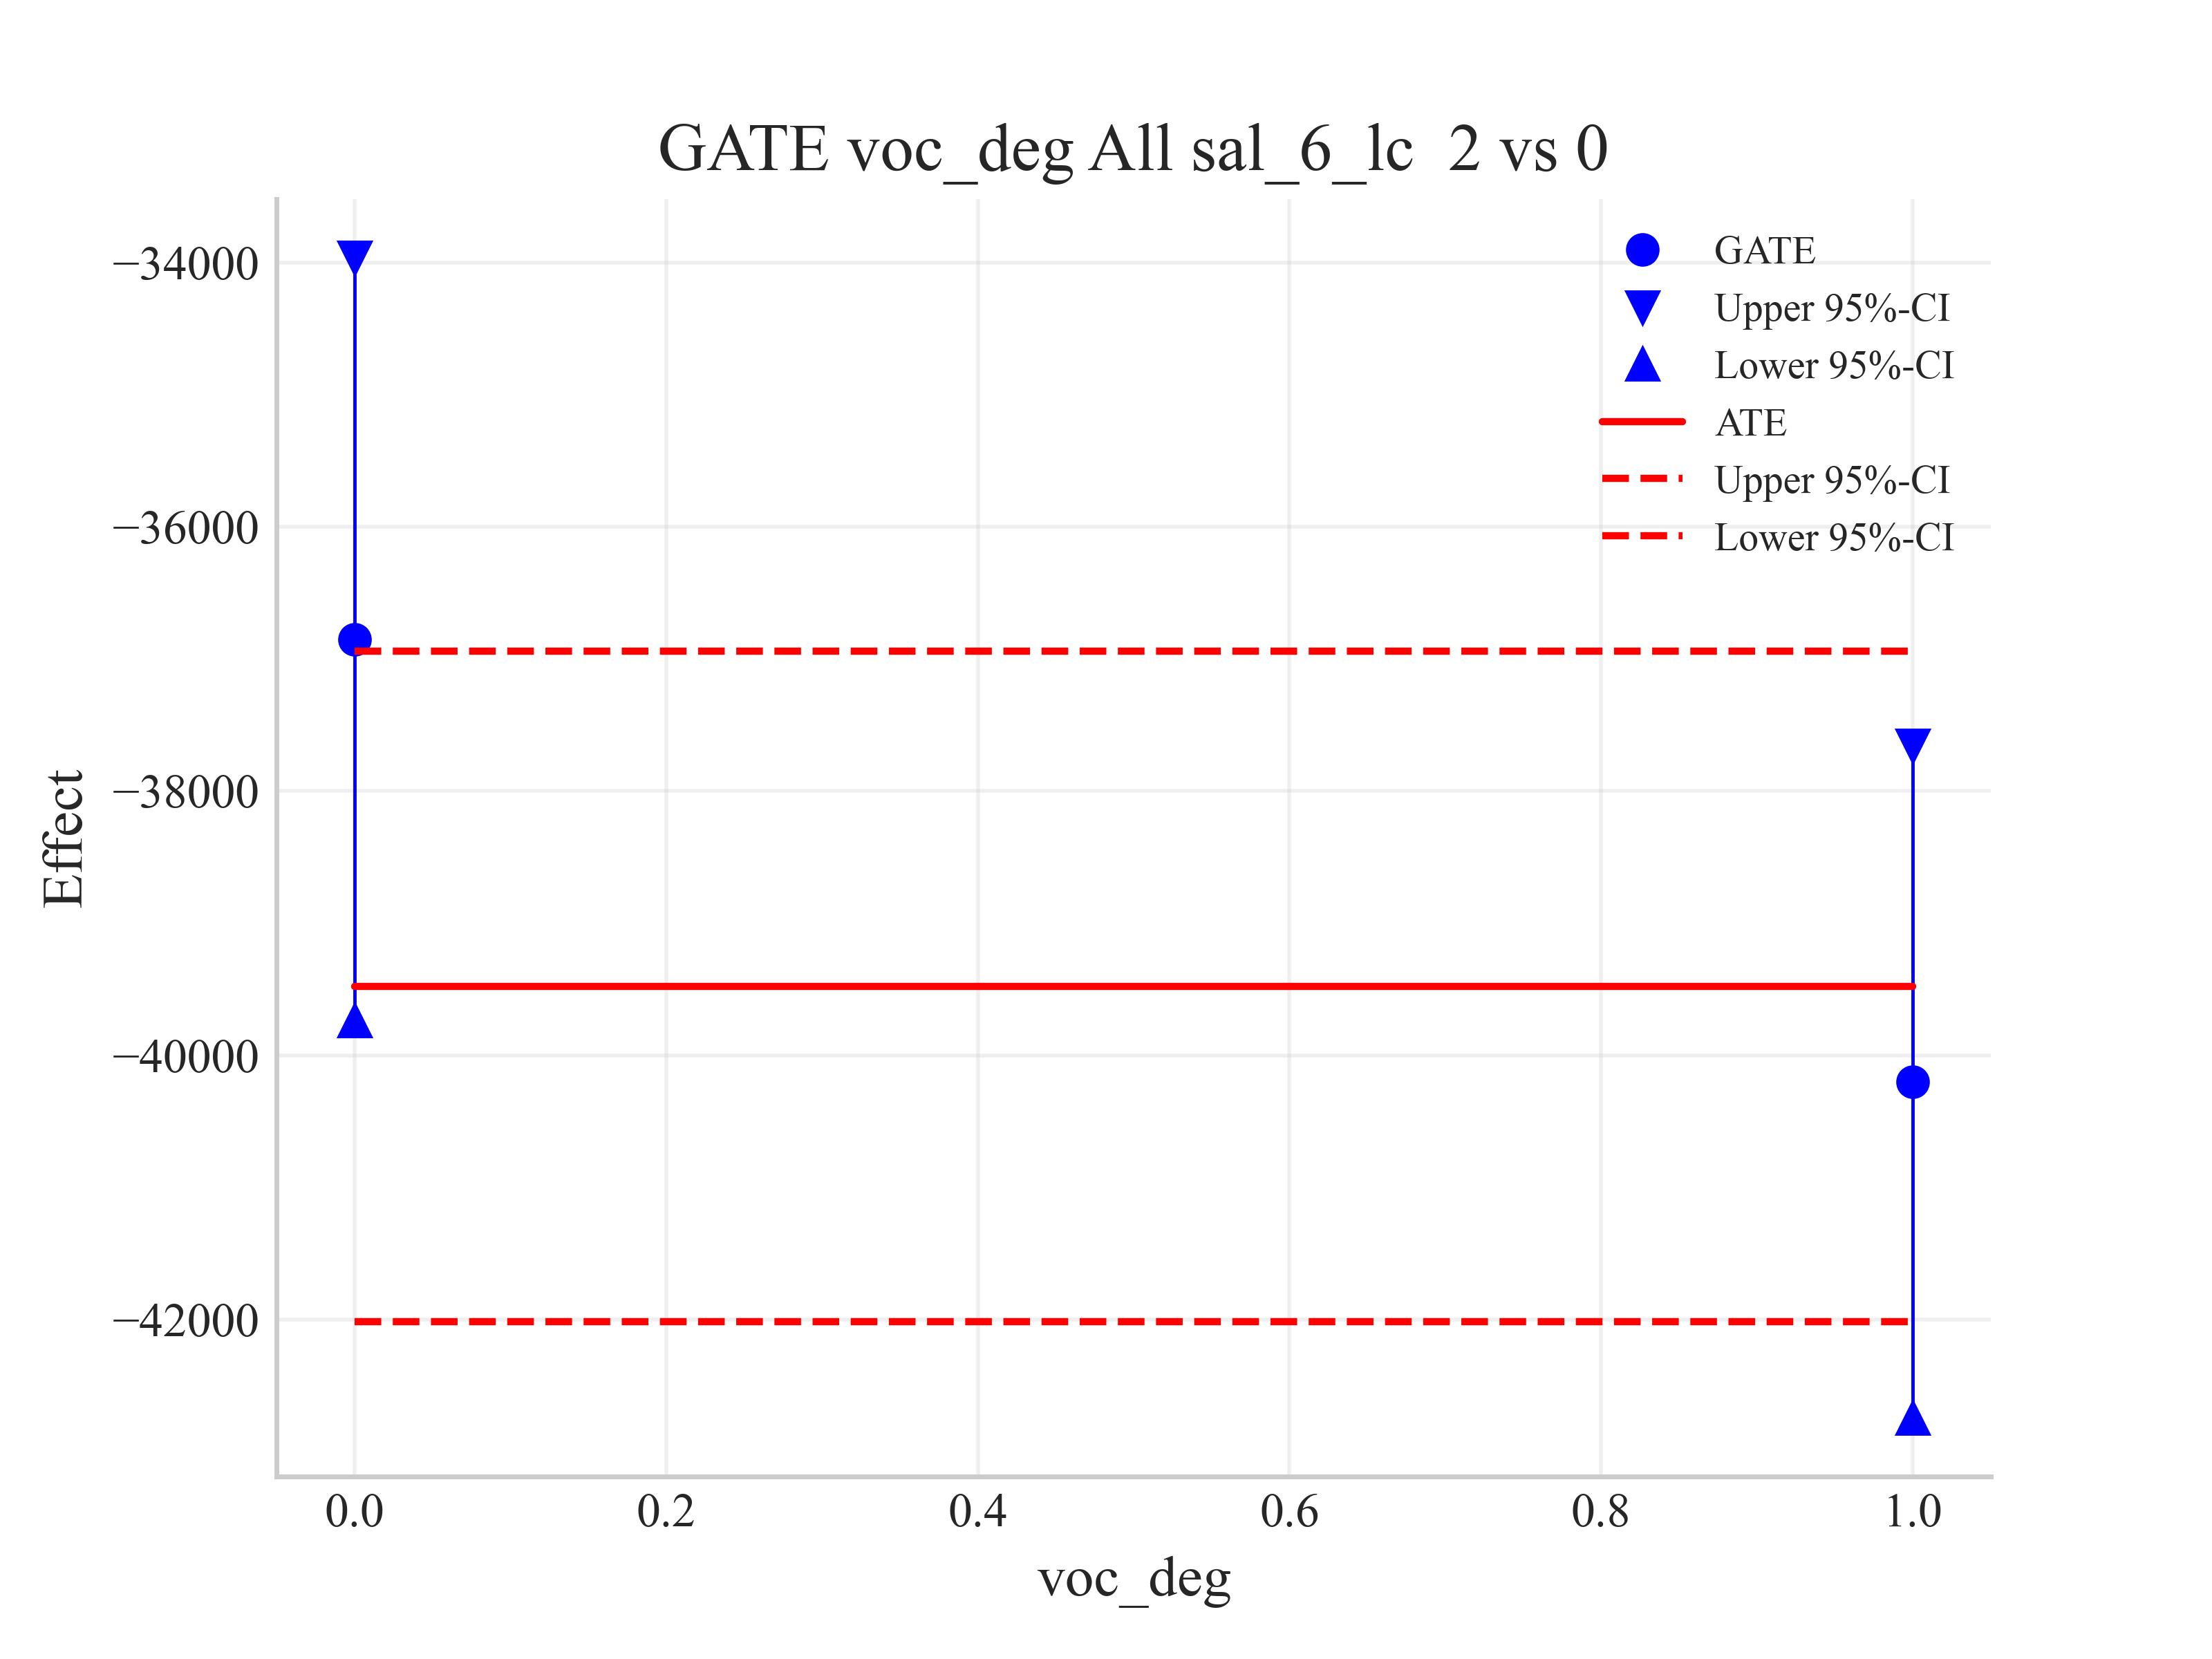 GATE voc_deg All sal_6_lc 2 vs 0
GATE
Upper 95%-CI
Lower 95%-CI
ATE
Upper 95%-CI
Lower 95%-CI
Effect
−34000
−36000
−38000
−40000
−42000
0.0 0.2 0.4 0.6 0.8 1.0
voc_deg